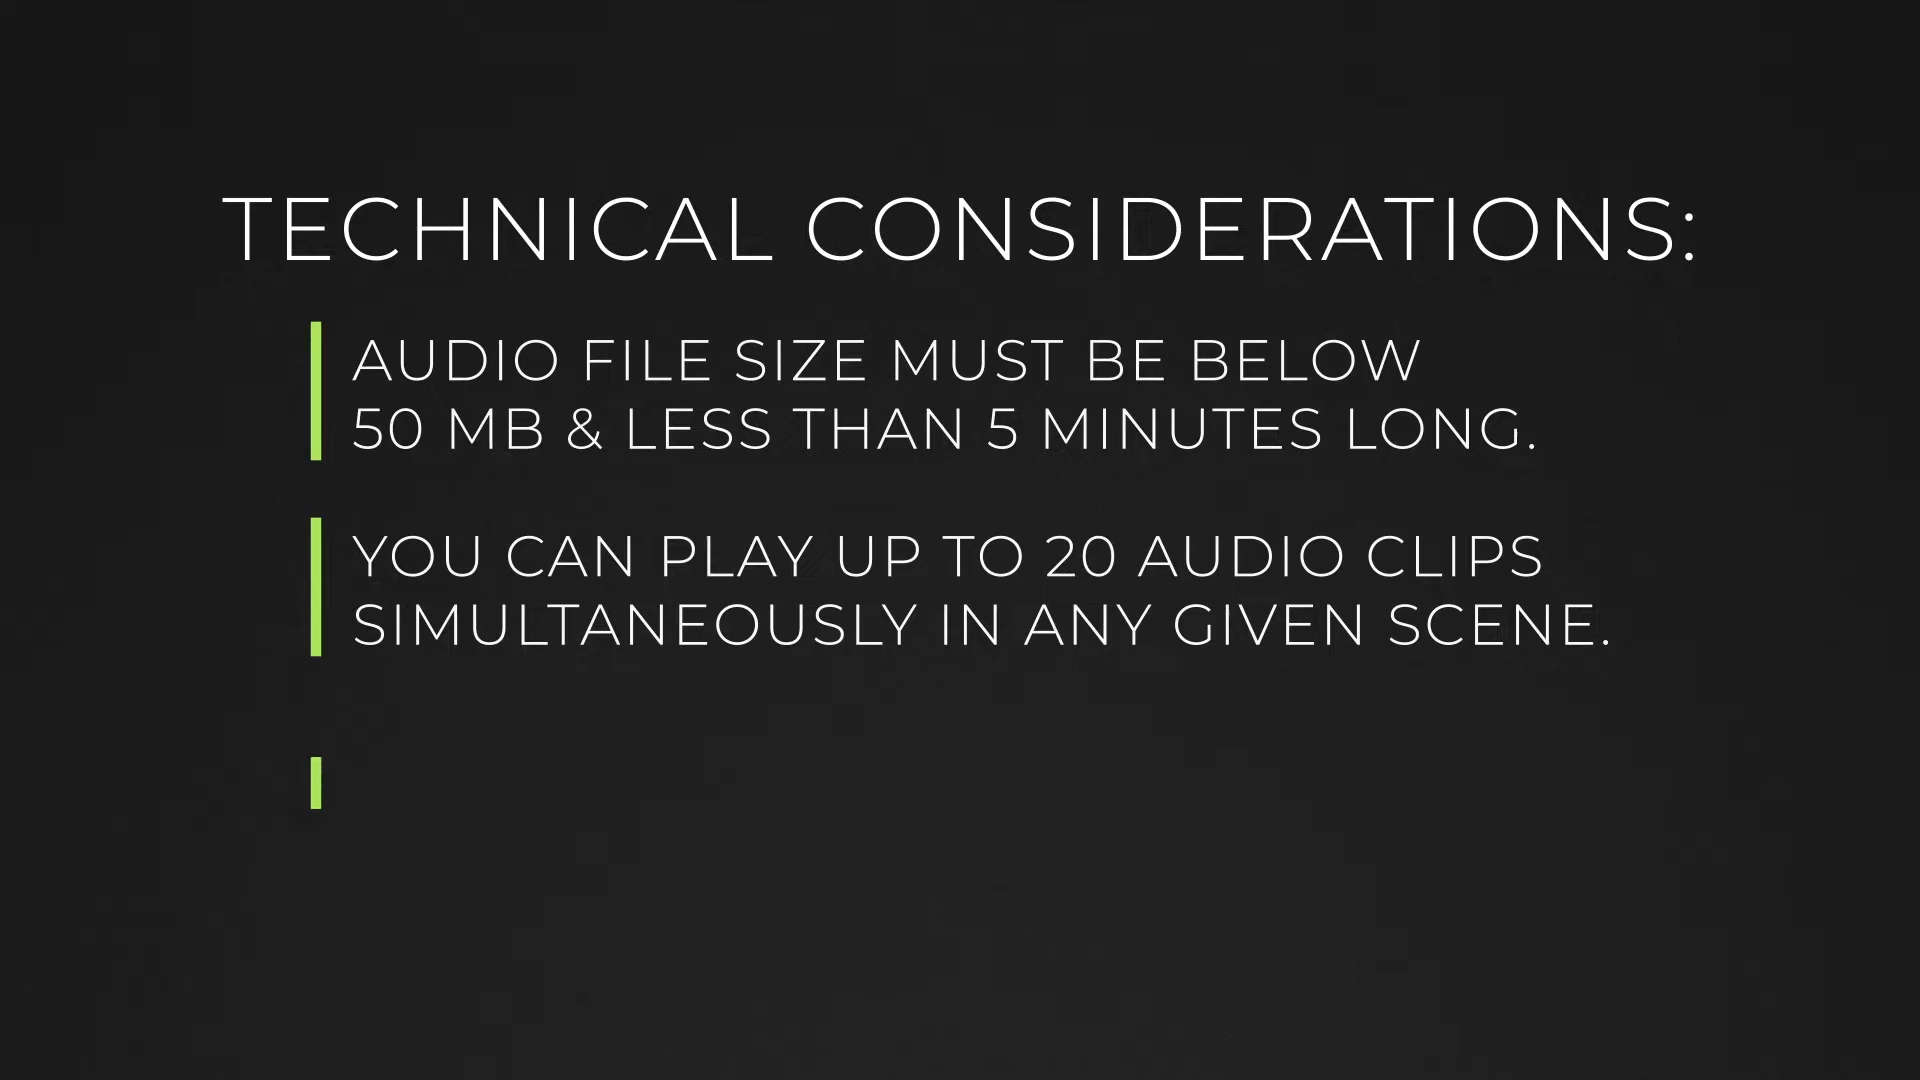 TECHNICAL CONSIDERATIONS:
AUDIO FILE SIZE MUST BE BELOW
50 MB & LESS THAN 5 MINUTES LONG.
YOU CAN PLAY UP TO 20 AUDIO CLIPS
SIMULTANEOUSLY IN ANY GIVEN SCENE.